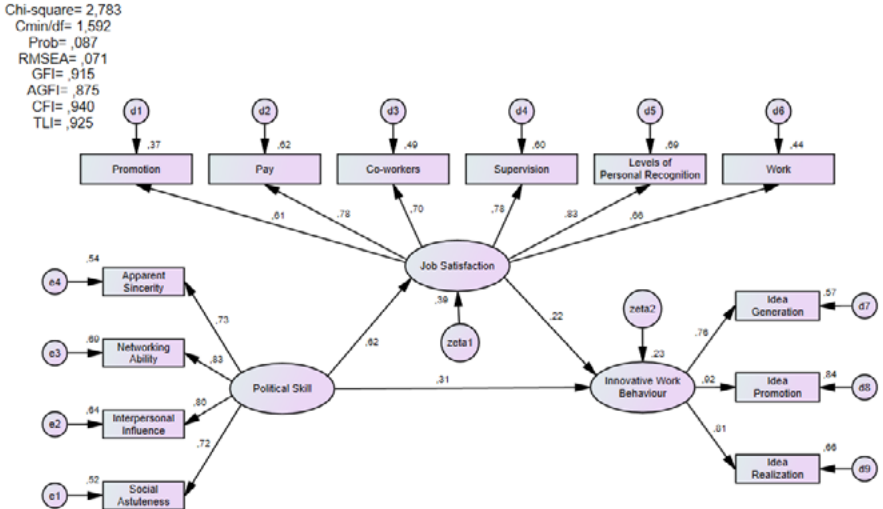 Chi-square= 2,783
Cmin/df= 1,592
Prob= ,087
RMSEA= ,071
GFI= ,915
AGFI= ,875
CFI= ,940
TLI= ,925
d1
d2
d3
d4
d5
d6
,37
,62
,49
,60
,69
,44
Promotion
Pay
Co-workers
Supervision
Levels of
Personal Recognition
Work
,61
,78
,70
,78
,83
,66
Job Satisfaction
,39
zeta1
,54
e4
Apparent
Sincerity
,73
,69
e3
Networking
Ability
,83
,64
e2
Interpersonal
Influence
,80
,52
e1
Social
Astuteness
,72
Political Skill
,62
,22
,31
zeta2
,23
Innovative Work
Behaviour
,76
Idea
Generation
,57
d7
,92
Idea
Promotion
,84
d8
,81
Idea
Realization
,66
d9